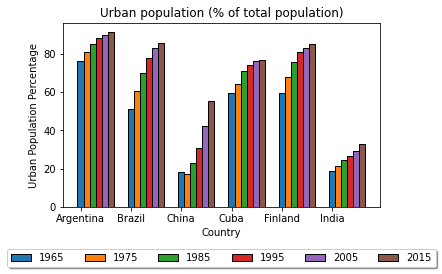 Urban population (% of total population)
Urban Population Percentage
80
60
40
20
0
Argentina Brazil China Cuba Finland India
Country
1965 1975 1985 1995 2005 2015